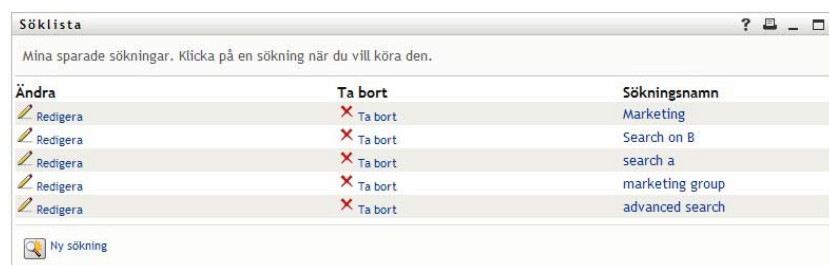 Söklista ?
Mina sparade sökningar. Klicka på en sökning när du vill köra den.
Ändra Ta bort Sökningsnamn
Redigera Ta bort Marketing
Redigera Ta bort Search on B
Redigera Ta bort search a
Redigera Ta bort marketing group
Redigera Ta bort advanced search
Ny sökning